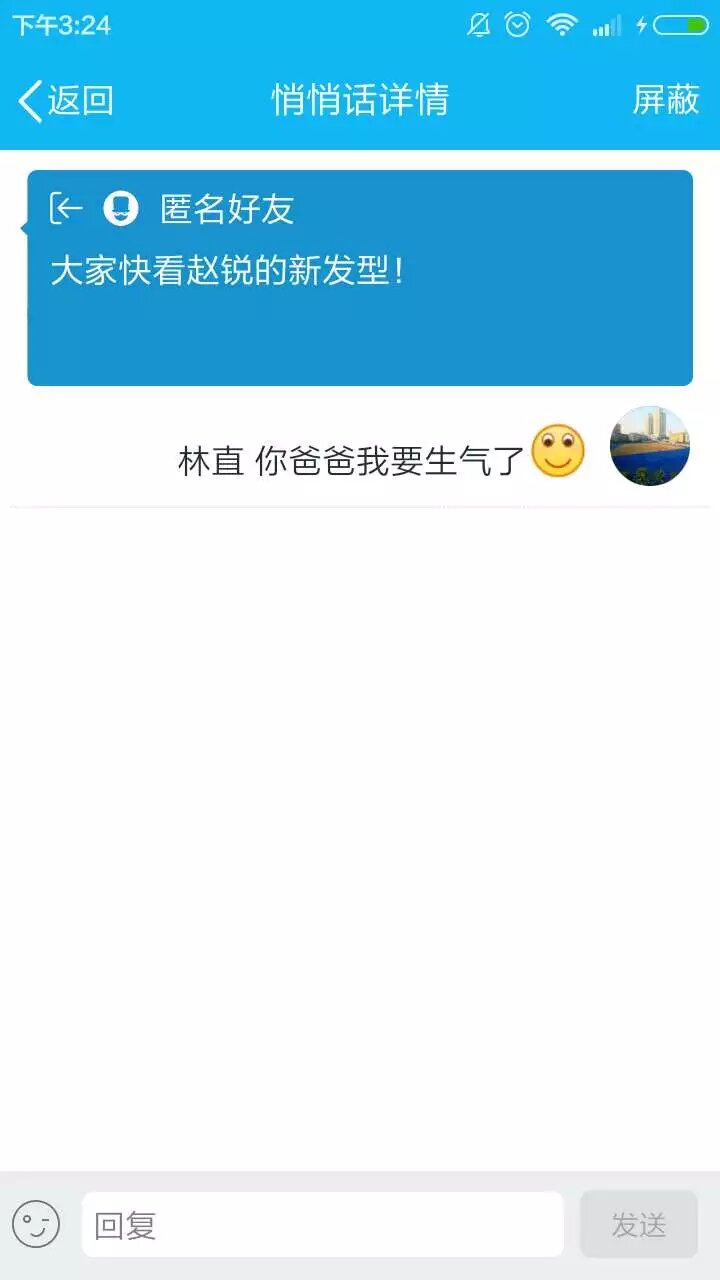 下午3:24
返回
悄悄话详情
屏蔽
匿名好友
大家快看赵锐的新发型！
林直 你爸爸我要生气了
回复
发送